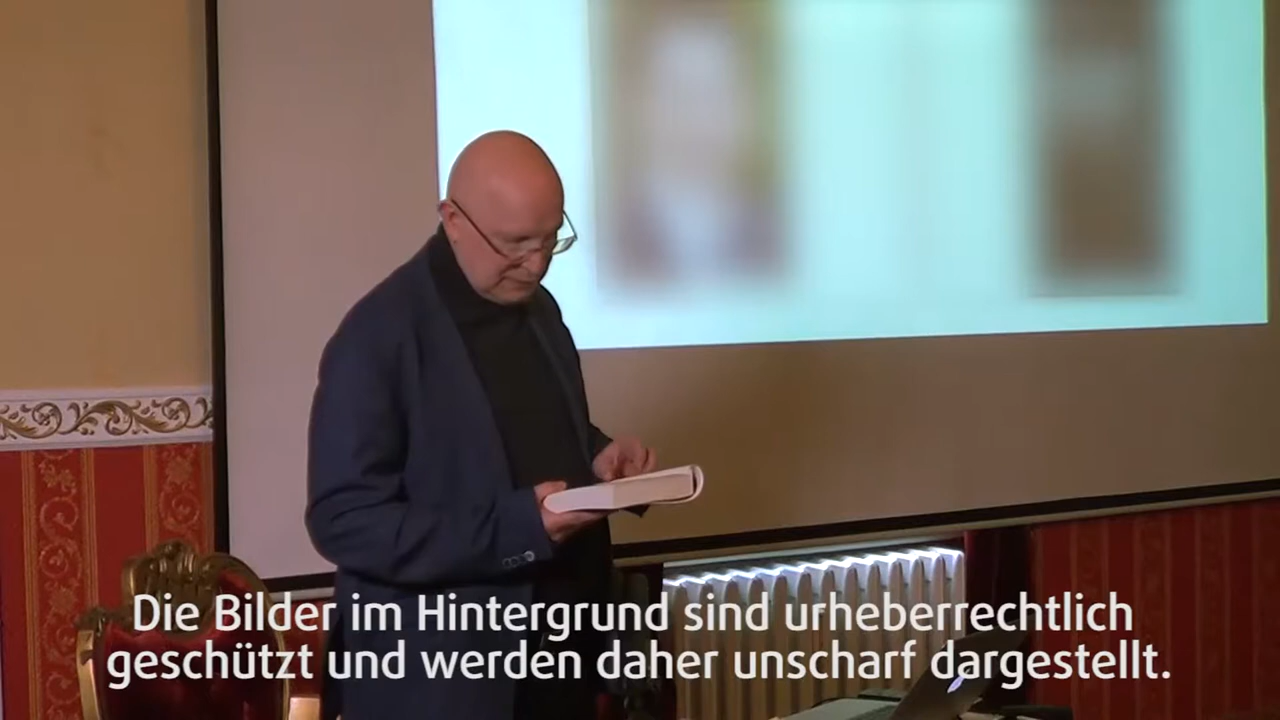 Die Bilder im Hintergrund sind urheberrechtlich
geschützt und werden daher unscharf dargestellt.